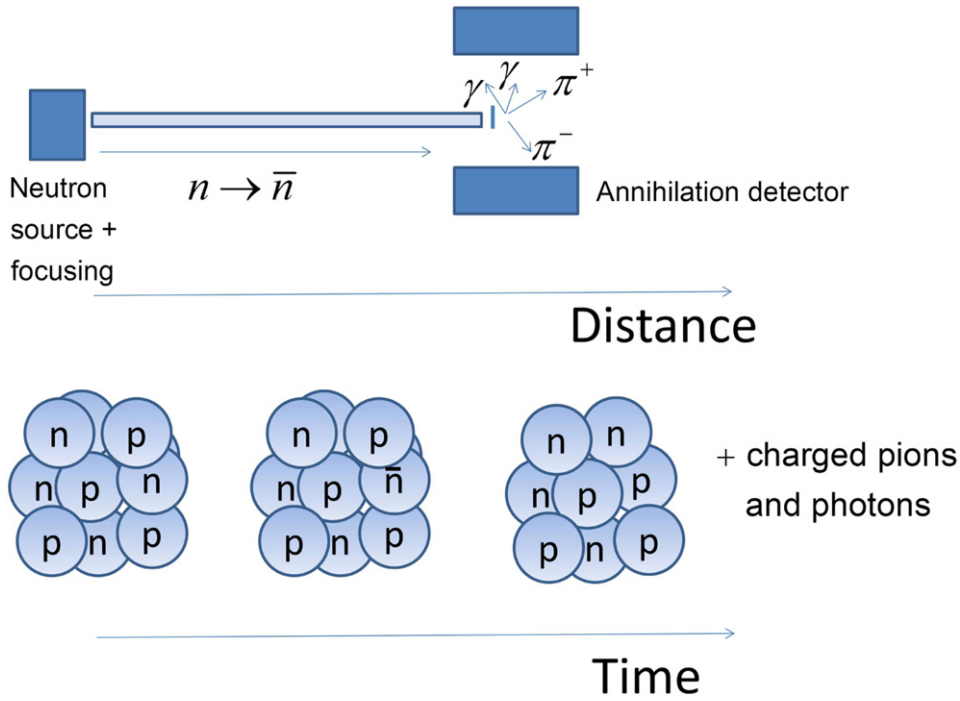 γ γ π⁺
π⁻
n → n̅
Neutron
source +
focusing
Annihilation detector
Distance
n p
n p n
p n p
n p
n p n̅
p n p
n n
n p p
p n p
+ charged pions
and photons
Time